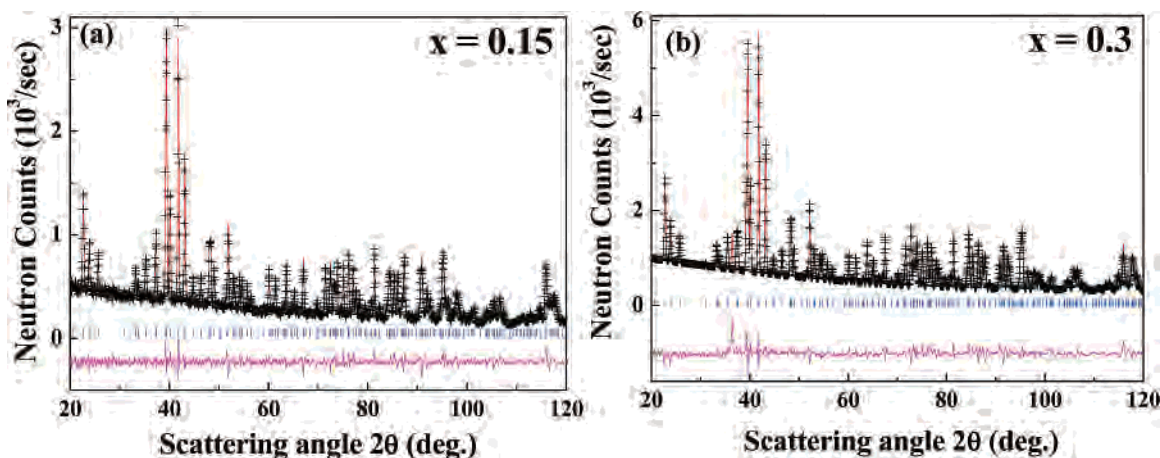 (a)
x = 0.15
Neutron Counts (10³/sec)
3
2
1
0
20 40 60 80 100 120
Scattering angle 2θ (deg.)
(b)
x = 0.3
Neutron Counts (10³/sec)
6
4
2
0
20 40 60 80 100 120
Scattering angle 2θ (deg.)